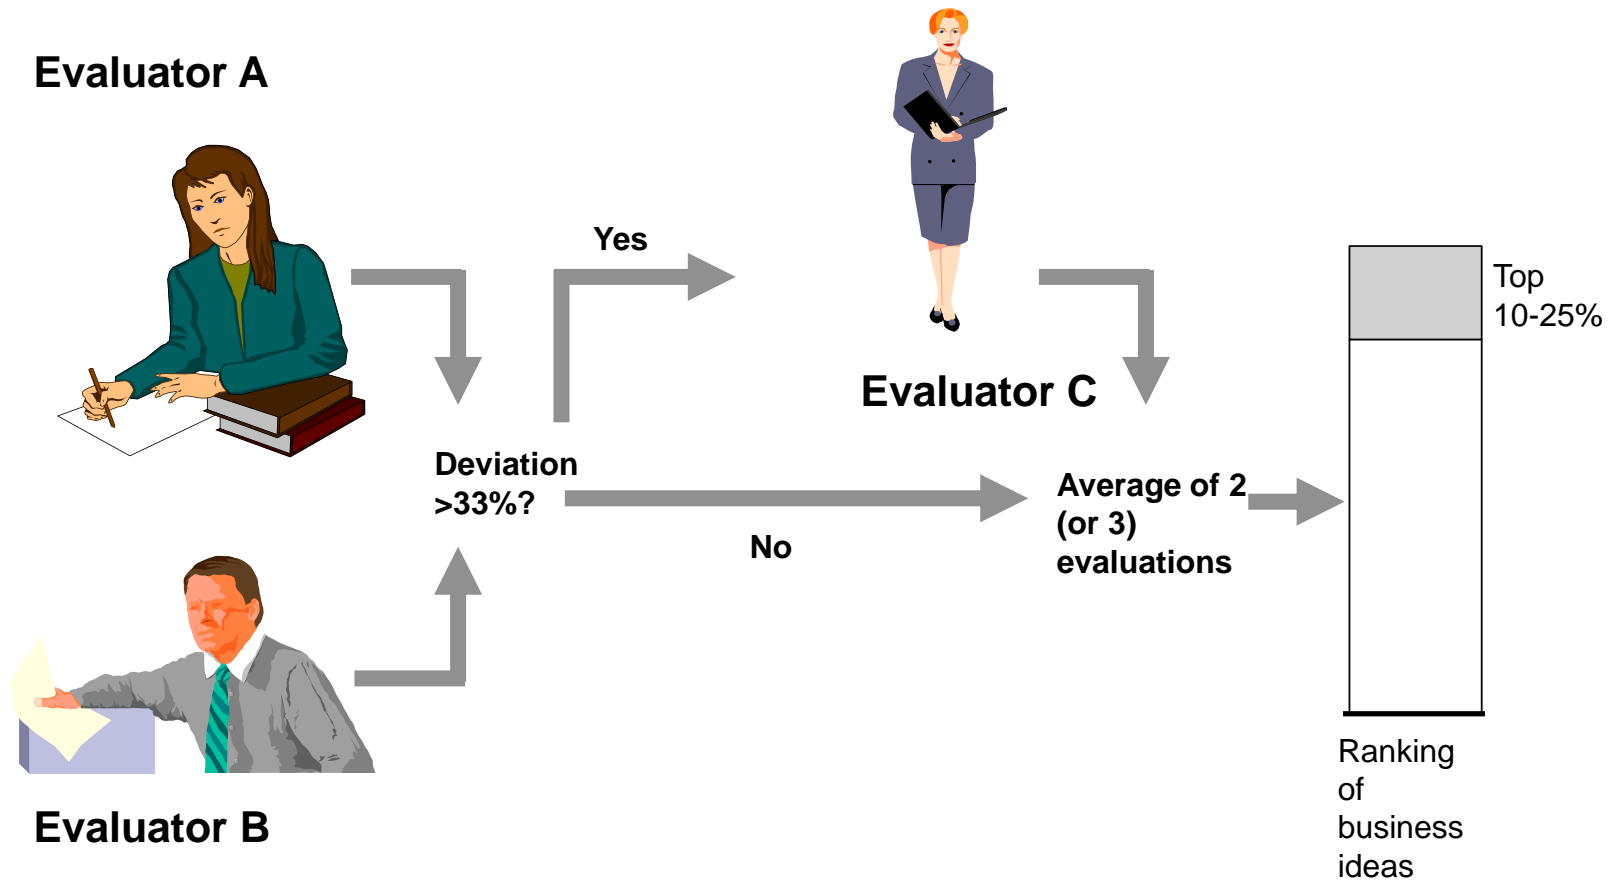 Evaluator A
Yes
Top
10-25%
Evaluator C
Deviation
>33%?
Average of 2
(or 3)
evaluations
No
Ranking
of
business
ideas
Evaluator B